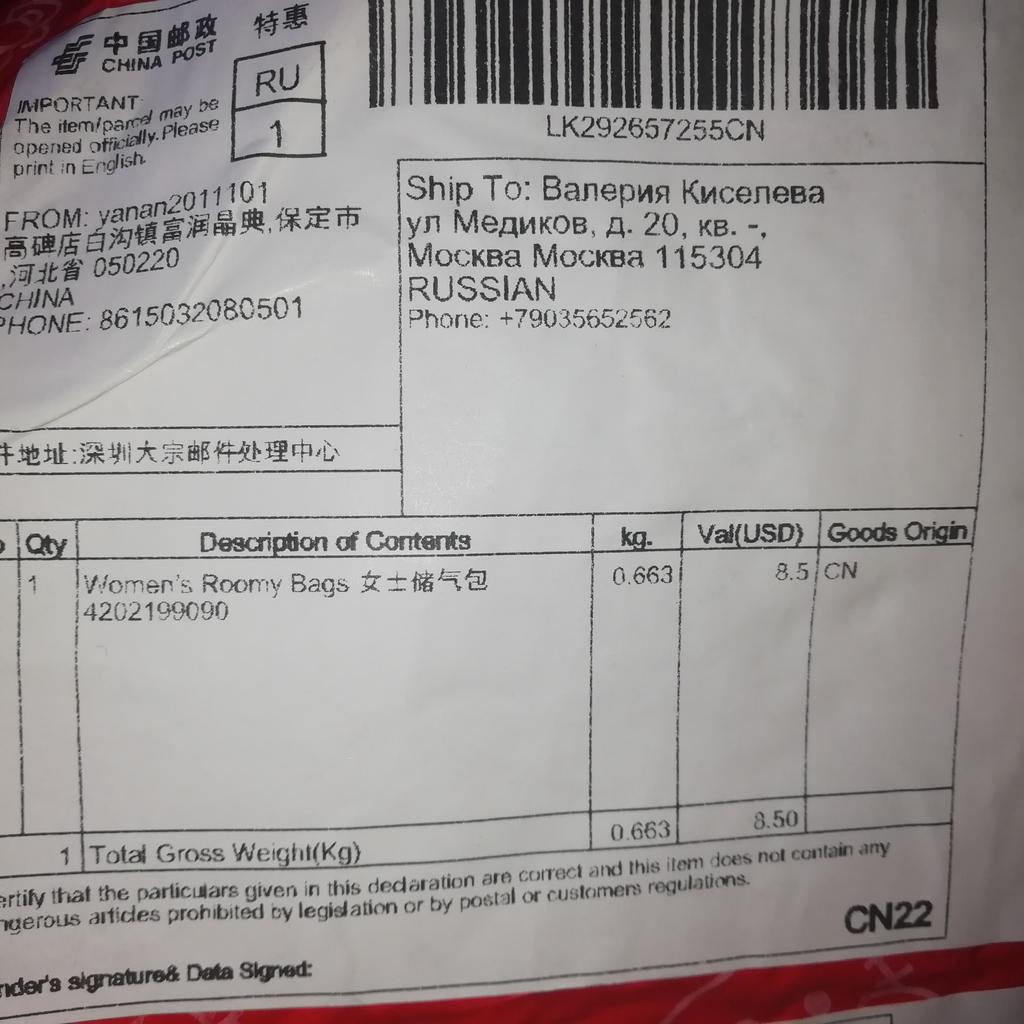 中国邮政
CHINA POST
特惠
RU
1
IMPORTANT:
The item/parcel may be
opened officially. Please
print in English.
LK292657255CN
FROM: yanan2011101
高碑店白沟镇富润晶典,保定市
,河北省 050220
CHINA
PHONE: 8615032080501
Ship To: Валерия Киселева
ул Медиков, д. 20, кв. -,
Москва Москва 115304
RUSSIAN
Phone: +79035652562
件地址:深圳大宗邮件处理中心
Qty Description of Contents kg. Val(USD) Goods Origin
1 Women's Roomy Bags 女士储气包 0.663 8.5 CN
4202199090
1 Total Gross Weight(Kg) 0.663 8.50
ertify that the particulars given in this declaration are correct and this item does not contain any
ngerous articles prohibited by legislation or by postal or customers regulations.
CN22
nder's signature& Data Signed: